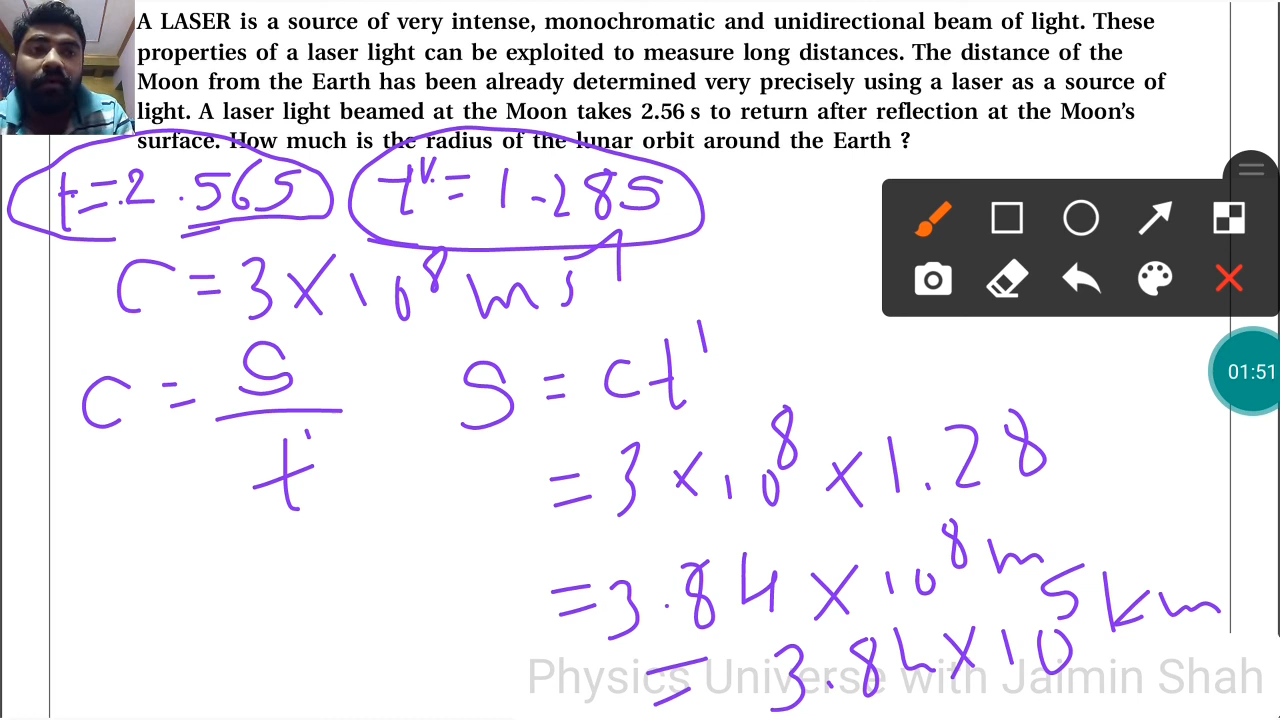 A LASER is a source of very intense, monochromatic and unidirectional beam of light. These
properties of a laser light can be exploited to measure long distances. The distance of the
Moon from the Earth has been already determined very precisely using a laser as a source of
light. A laser light beamed at the Moon takes 2.56 s to return after reflection at the Moon's
surface. How much is the radius of the lunar orbit around the Earth ?
t = 2.56 s t' = 1.28 s
C = 3 × 10⁸ m s⁻¹
01:51
C = S / t' S = ct'
= 3 × 10⁸ × 1.28
= 3.84 × 10⁸ m
= 3.84 × 10⁵ km
Physics Universe with Jaimin Shah